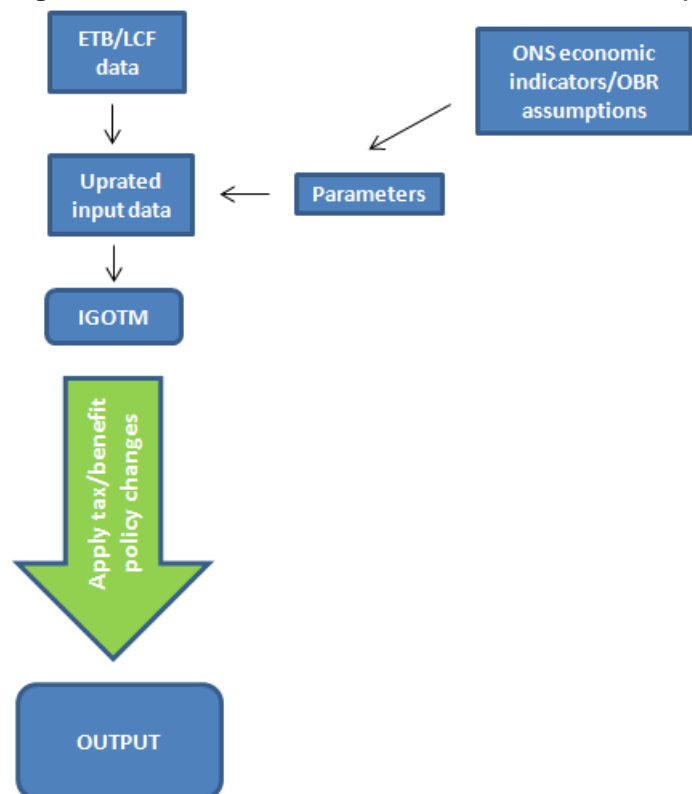 ETB/LCF
data
ONS economic
indicators/OBR
assumptions
Uprated
input data
Parameters
IGOTM
Apply tax/benefit
policy changes
OUTPUT